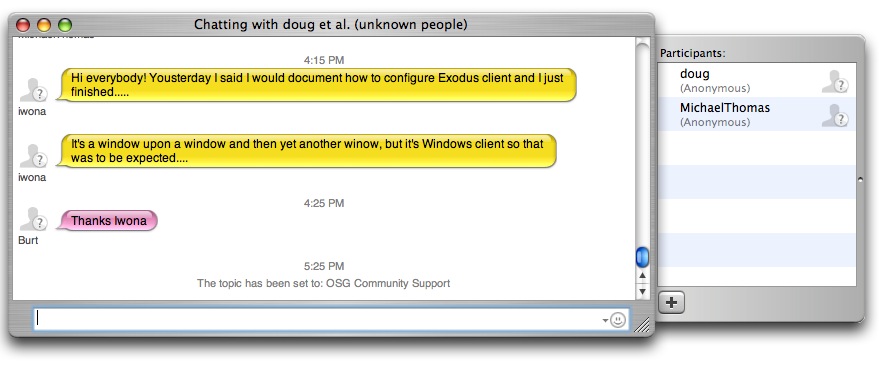 Chatting with doug et al. (unknown people)
4:15 PM
Hi everybody! Yousterday I said I would document how to configure Exodus client and I just
finished.....
iwona
It's a window upon a window and then yet another winow, but it's Windows client so that
was to be expected....
iwona
4:25 PM
Thanks Iwona
Burt
5:25 PM
The topic has been set to: OSG Community Support
Participants:
doug
(Anonymous)
MichaelThomas
(Anonymous)